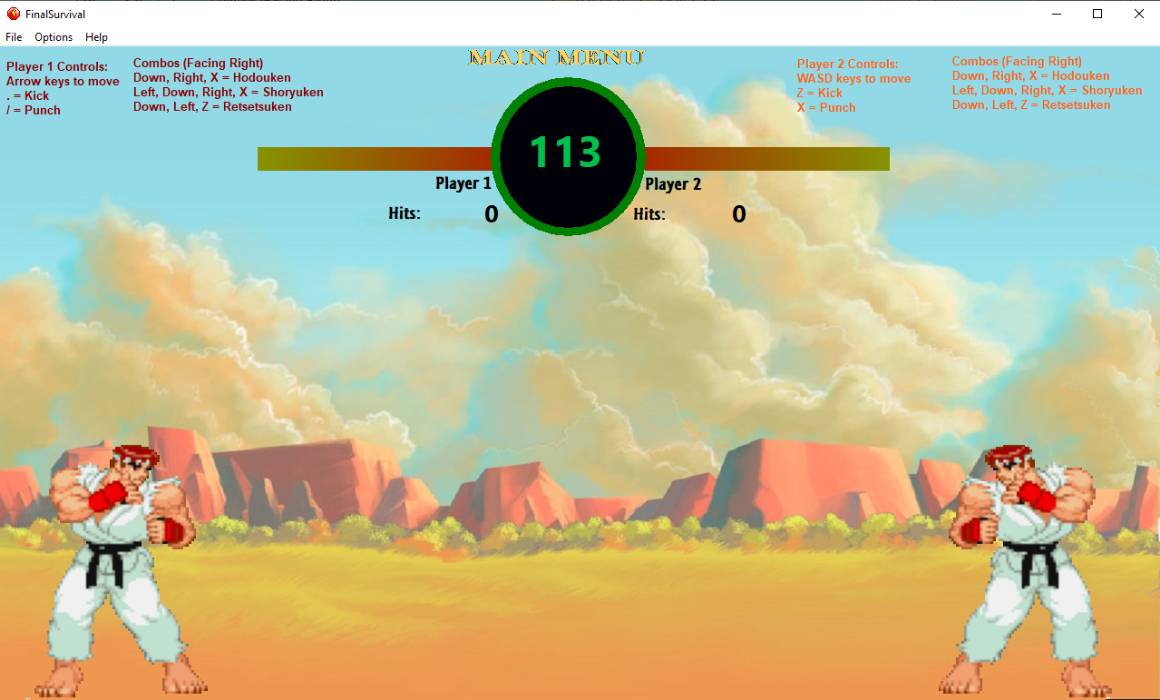 FinalSurvival
File Options Help
MAIN MENU
Player 1 Controls:
Arrow keys to move
. = Kick
/ = Punch
Combos (Facing Right)
Down, Right, X = Hodouken
Left, Down, Right, X = Shoryuken
Down, Left, Z = Retsetsuken
Player 2 Controls:
WASD keys to move
Z = Kick
X = Punch
Combos (Facing Right)
Down, Right, X = Hodouken
Left, Down, Right, X = Shoryuken
Down, Left, Z = Retsetsuken
113
Player 1
Hits: 0
Player 2
Hits: 0